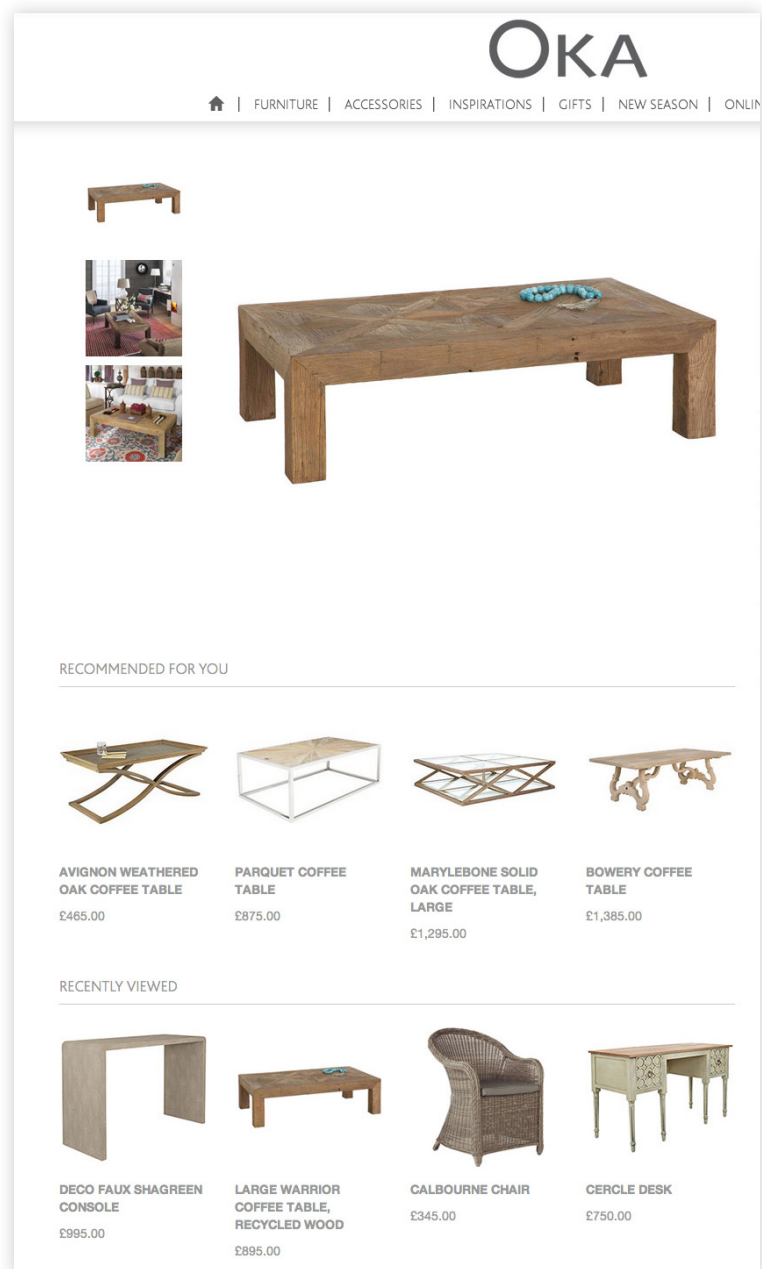 OKA
FURNITURE | ACCESSORIES | INSPIRATIONS | GIFTS | NEW SEASON | ONLIN
RECOMMENDED FOR YOU
AVIGNON WEATHERED
OAK COFFEE TABLE
£465.00
PARQUET COFFEE
TABLE
£875.00
MARYLEBONE SOLID
OAK COFFEE TABLE,
LARGE
£1,295.00
BOWERY COFFEE
TABLE
£1,385.00
RECENTLY VIEWED
DECO FAUX SHAGREEN
CONSOLE
£995.00
LARGE WARRIOR
COFFEE TABLE,
RECYCLED WOOD
£895.00
CALBOURNE CHAIR
£345.00
CERCLE DESK
£750.00